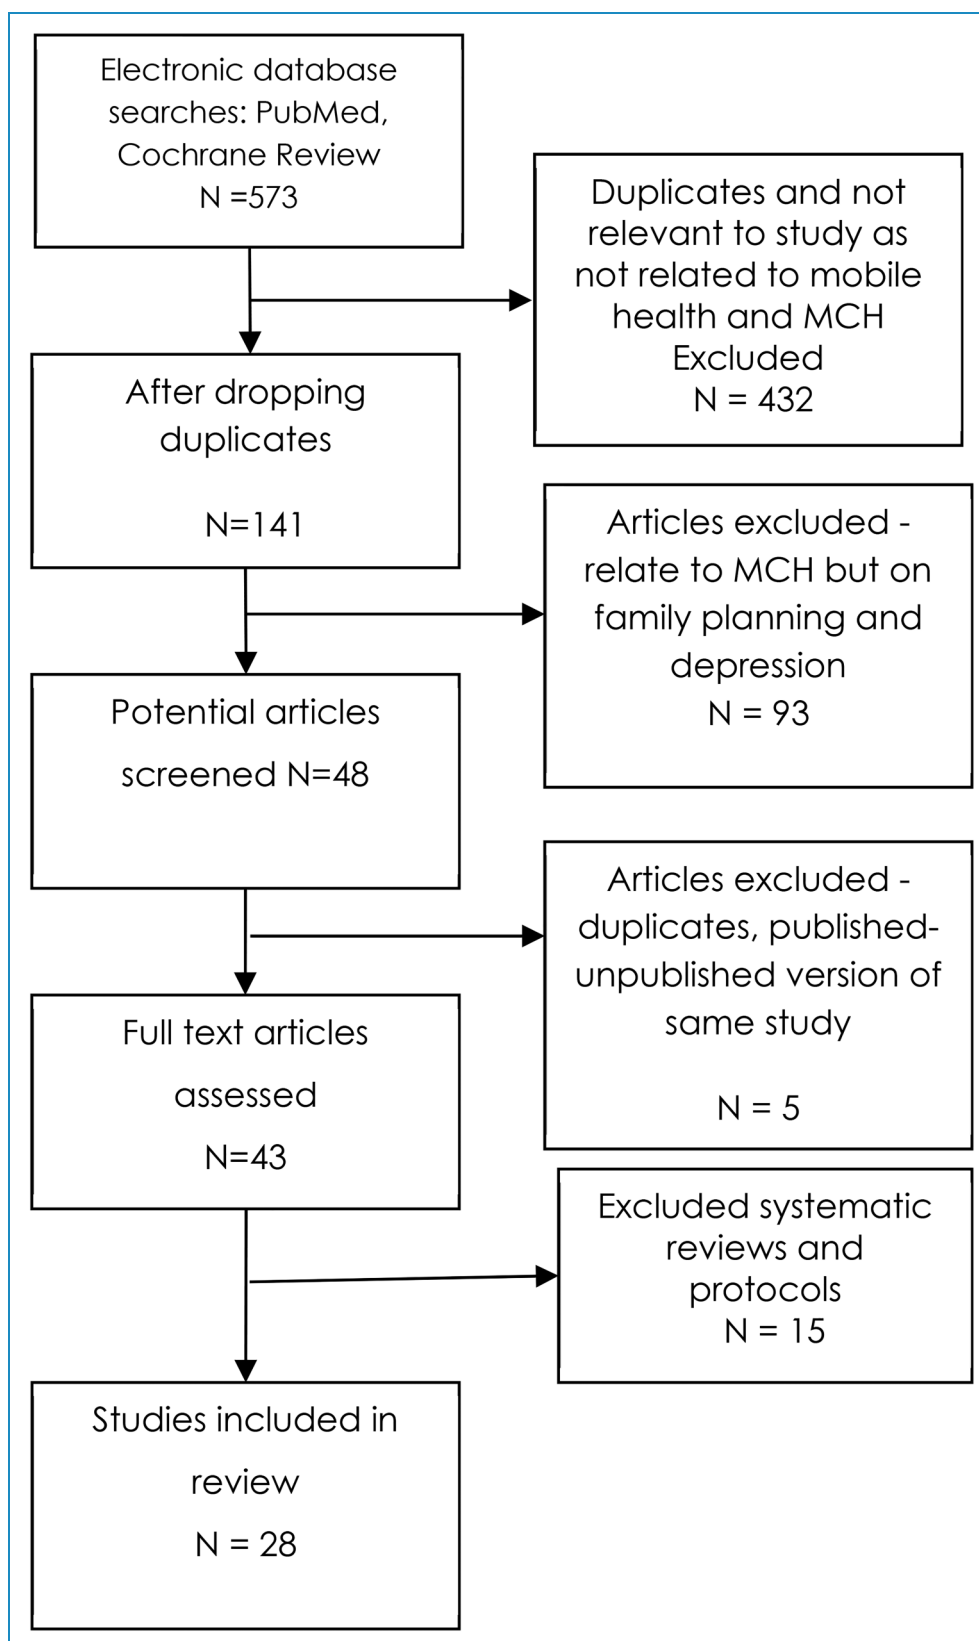 Electronic database
searches: PubMed,
Cochrane Review
N =573
Duplicates and not
relevant to study as
not related to mobile
health and MCH
Excluded
N = 432
After dropping
duplicates
N=141
Articles excluded -
relate to MCH but on
family planning and
depression
N = 93
Potential articles
screened N=48
Articles excluded -
duplicates, published-
unpublished version of
same study
N = 5
Full text articles
assessed
N=43
Excluded systematic
reviews and
protocols
N = 15
Studies included in
review
N = 28